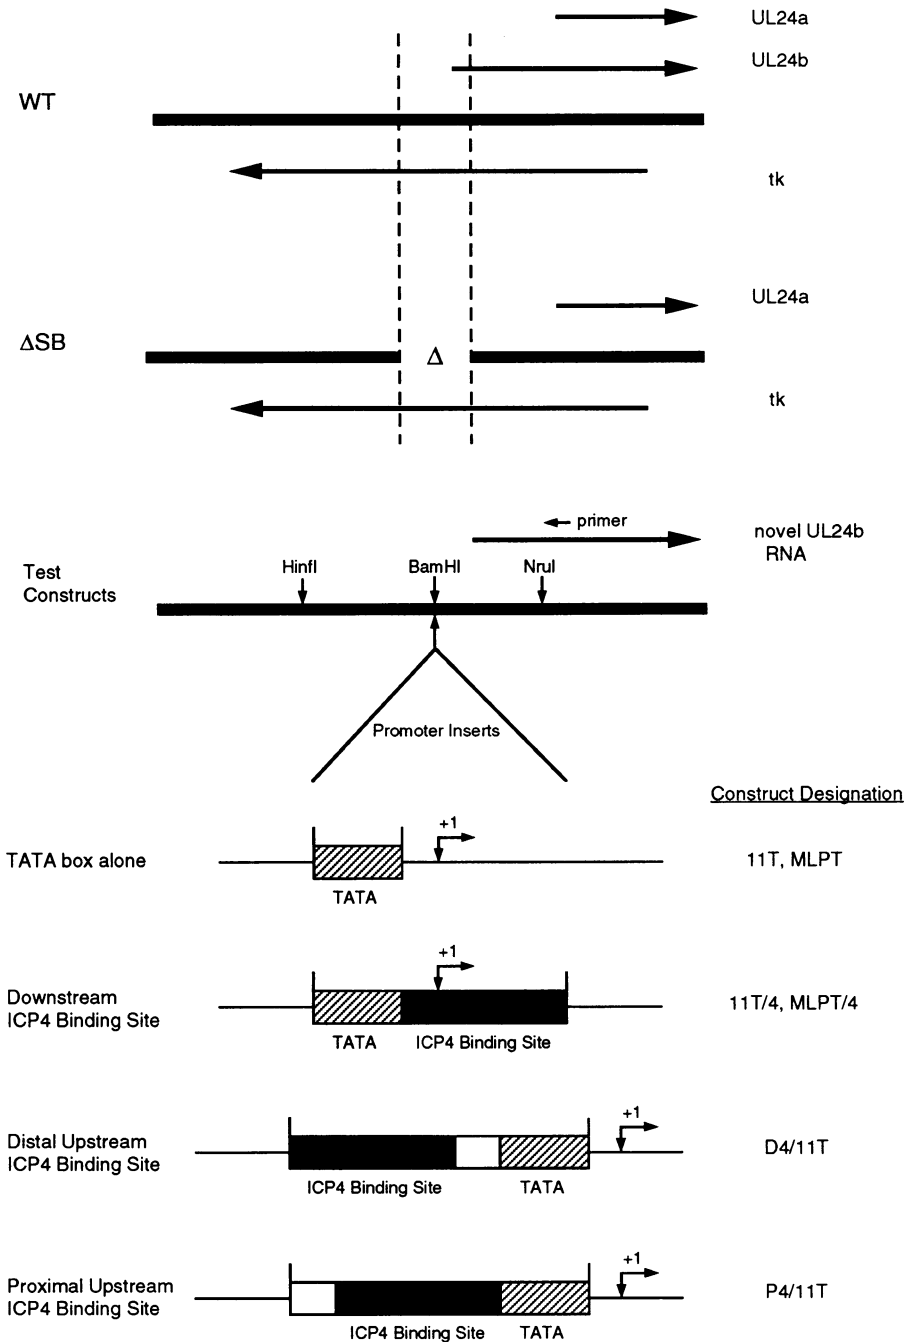 UL24a
UL24b
WT
tk
UL24a
ΔSB
Δ
tk
primer
novel UL24b
RNA
Test
Constructs
HinfI
BamHI
NruI
Promoter Inserts
Construct Designation
+1
TATA box alone
11T, MLPT
TATA
+1
Downstream
ICP4 Binding Site
11T/4, MLPT/4
TATA
ICP4 Binding Site
+1
Distal Upstream
ICP4 Binding Site
D4/11T
ICP4 Binding Site
TATA
+1
Proximal Upstream
ICP4 Binding Site
P4/11T
ICP4 Binding Site
TATA